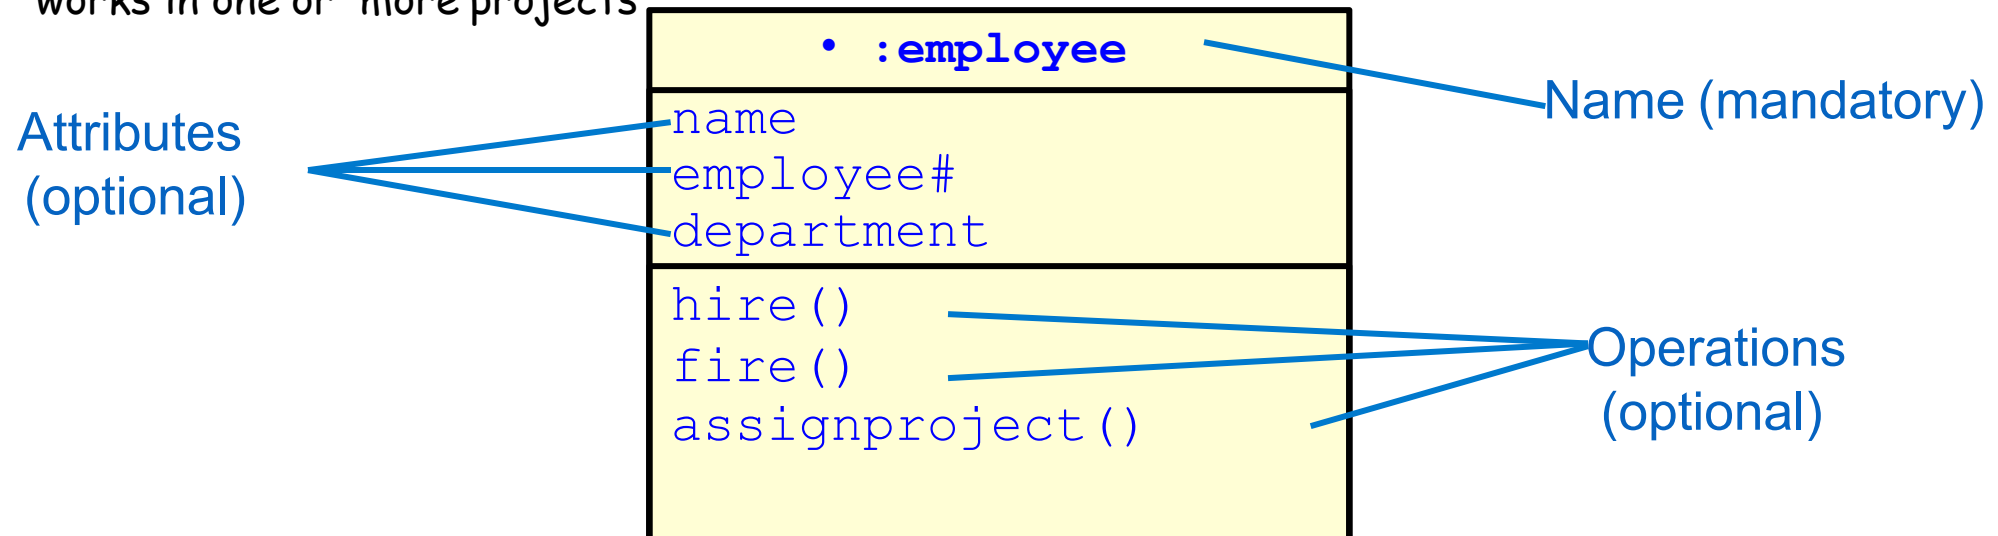 works in one or more projects
• :employee
Name (mandatory)
Attributes
(optional)
name
employee#
department
hire()
fire()
assignproject()
Operations
(optional)